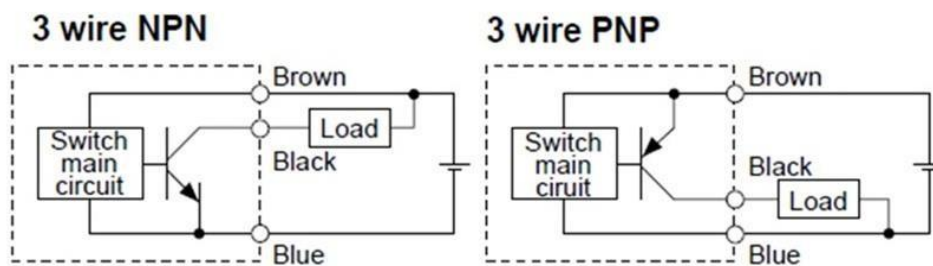 3 wire NPN
Brown
Switch
main
circuit
Load
Black
Blue
3 wire PNP
Brown
Switch
main
ciruit
Black
Load
Blue